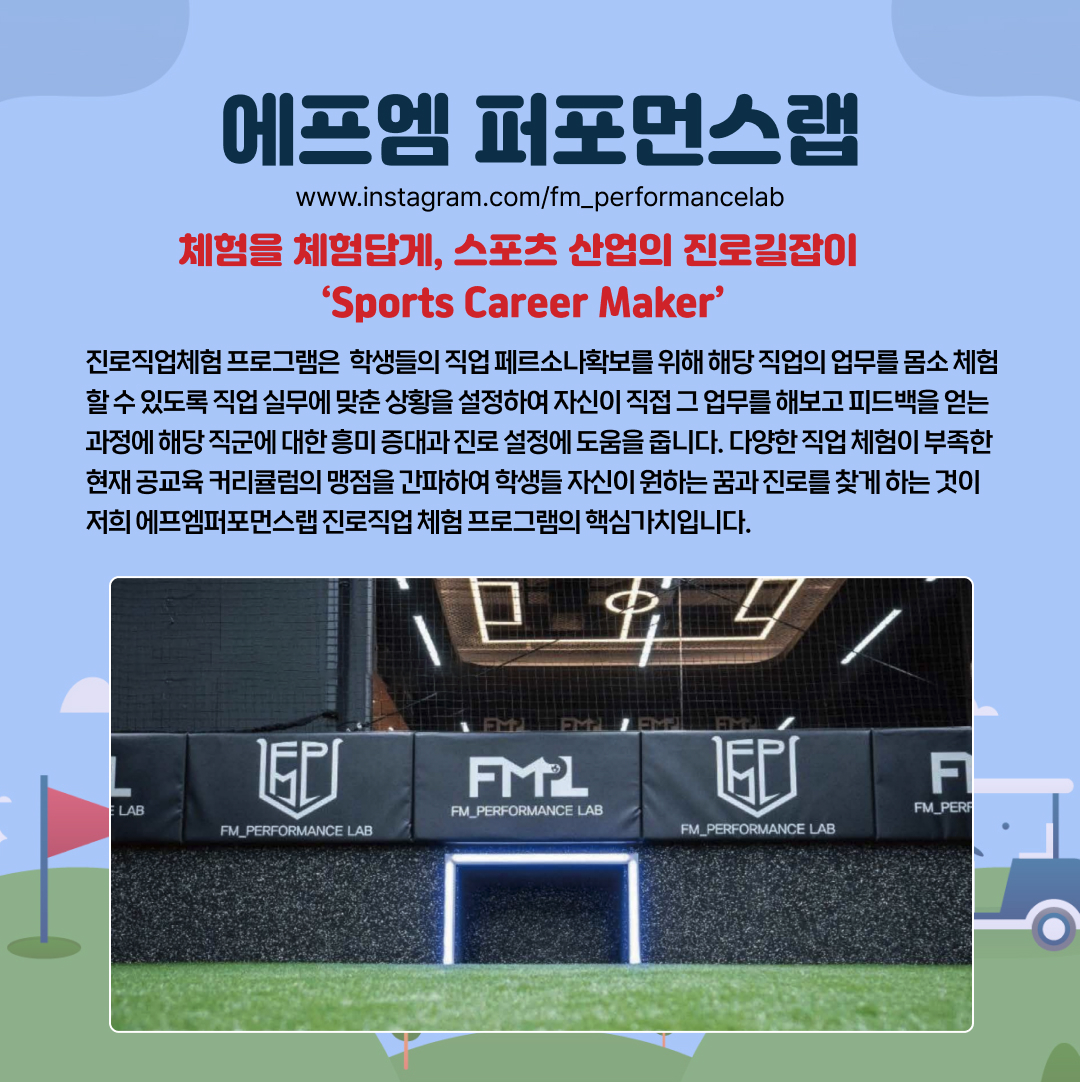 에프엠 퍼포먼스랩
www.instagram.com/fm_performancelab
체험을 체험답게, 스포츠 산업의 진로길잡이
‘Sports Career Maker’
진로직업체험 프로그램은 학생들의 직업 페르소나확보를 위해 해당 직업의 업무를 몸소 체험
할 수 있도록 직업 실무에 맞춘 상황을 설정하여 자신이 직접 그 업무를 해보고 피드백을 얻는
과정에 해당 직군에 대한 흥미 증대과 진로 설정에 도움을 줍니다. 다양한 직업 체험이 부족한
현재 공교육 커리큘럼의 맹점을 간파하여 학생들 자신이 원하는 꿈과 진로를 찾게 하는 것이
저희 에프엠퍼포먼스랩 진로직업 체험 프로그램의 핵심가치입니다.
FMPL FMPL FMPL FMPL
L FMPL FMPL FMPL F
E LAB FM_PERFORMANCE LAB FM_PERFORMANCE LAB FM_PERFORMANCE LAB FM_PERF